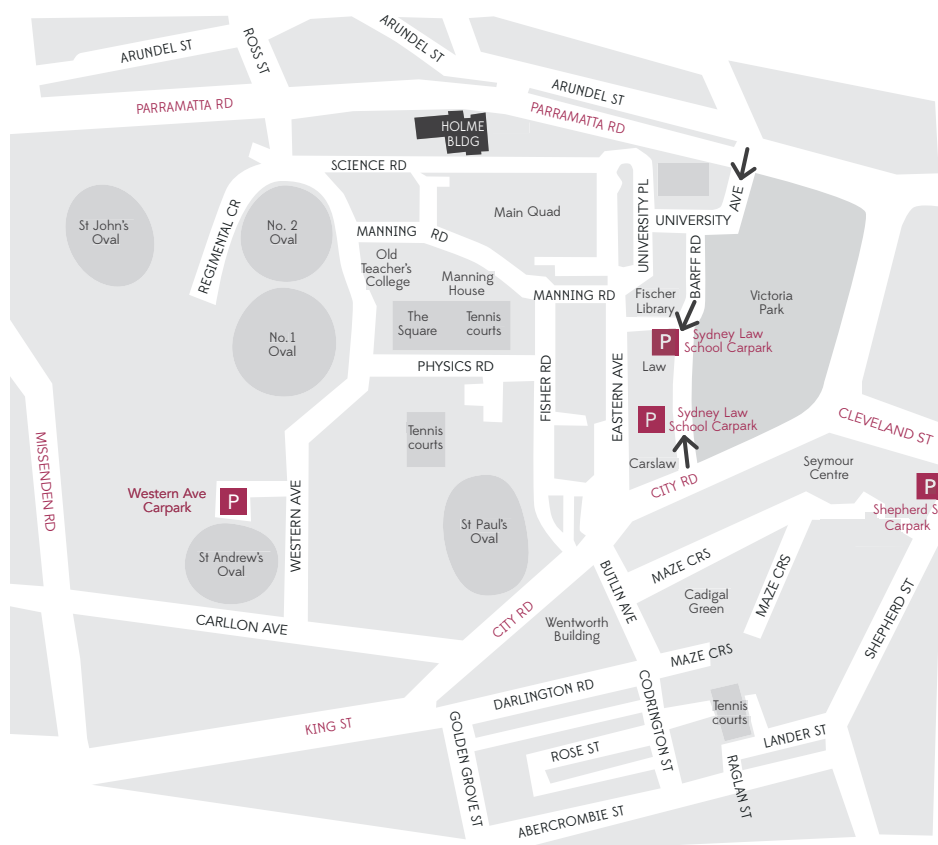 ARUNDEL ST
ROSS ST
ARUNDEL ST
ARUNDEL ST
PARRAMATTA RD
PARRAMATTA RD
HOLME
BLDG
SCIENCE RD
UNIVERSITY PL
UNIVERSITY
AVE
St John's
Oval
REGIMENTAL CR
No. 2
Oval
MANNING
RD
Main Quad
BARFF RD
Old
Teacher's
College
Manning
House
MANNING RD
Fischer
Library
Victoria
Park
The
Square
Tennis
courts
No.1
Oval
P
Sydney Law
School Carpark
Law
PHYSICS RD
FISHER RD
EASTERN AVE
P
Sydney Law
School Carpark
CLEVELAND ST
Tennis
courts
MISSENDEN RD
Carslaw
CITY RD
Seymour
Centre
Western Ave
Carpark
P
WESTERN AVE
P
Shepherd S
Carpark
St Paul's
Oval
St Andrew's
Oval
BUTLIN AVE
MAZE CRS
MAZE CRS
Cadigal
Green
SHEPHERD ST
CARLLON AVE
CITY RD
Wentworth
Building
MAZE CRS
DARLINGTON RD
CODRINGTON ST
Tennis
courts
KING ST
GOLDEN GROVE ST
ROSE ST
LANDER ST
RAGLAN ST
ABERCROMBIE ST